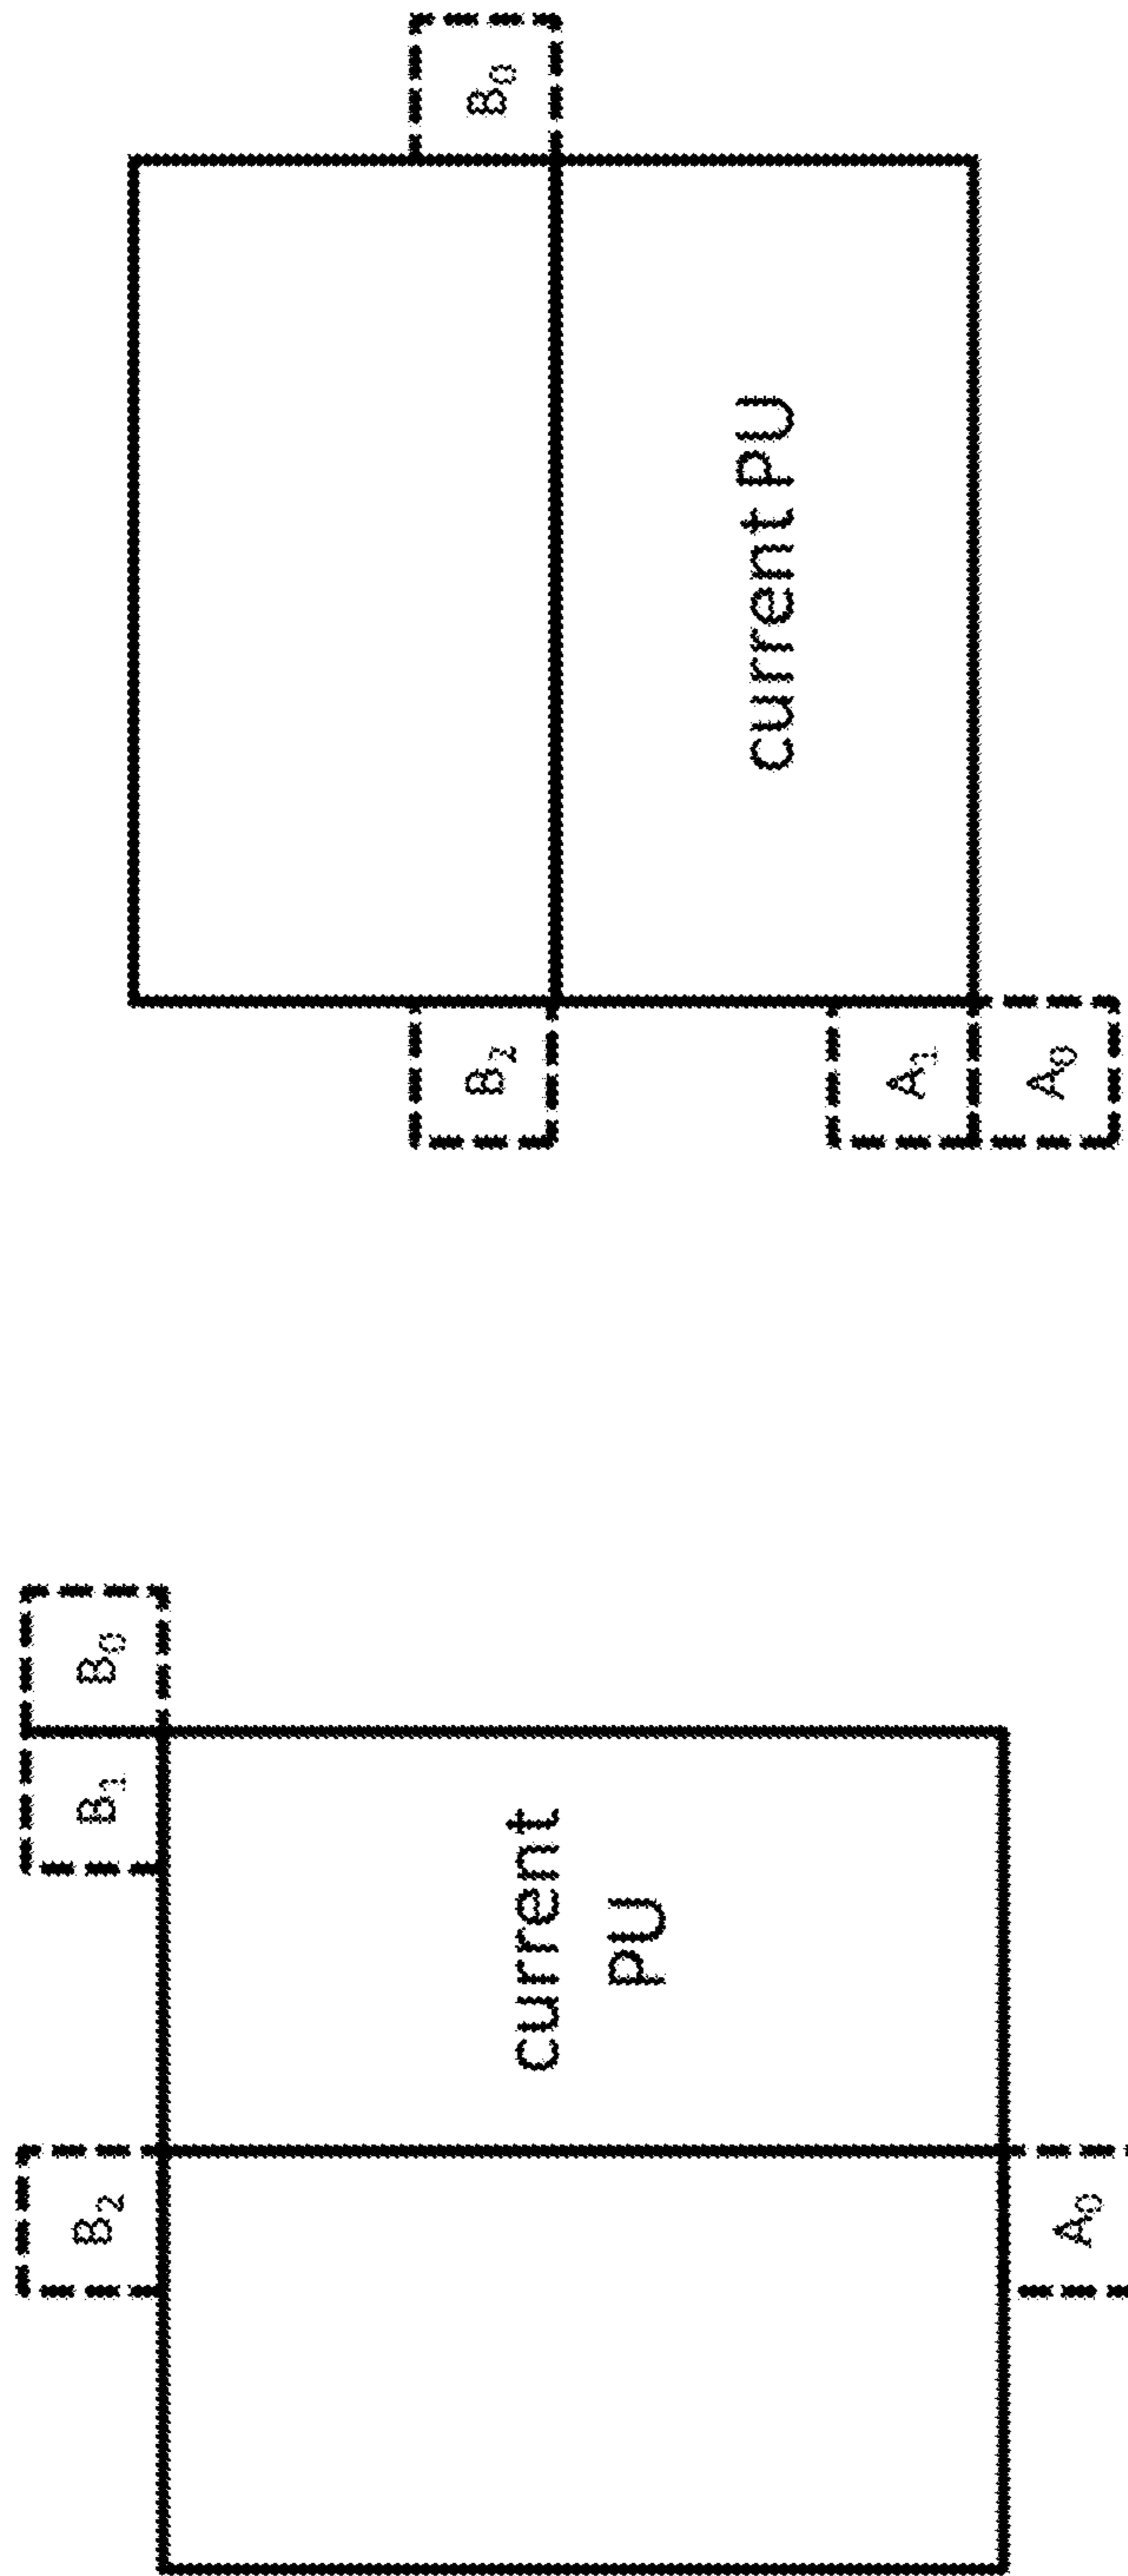 B₂ B₁ B₀
current
PU
A₀
B₂ B₀
current PU
A₁
A₀